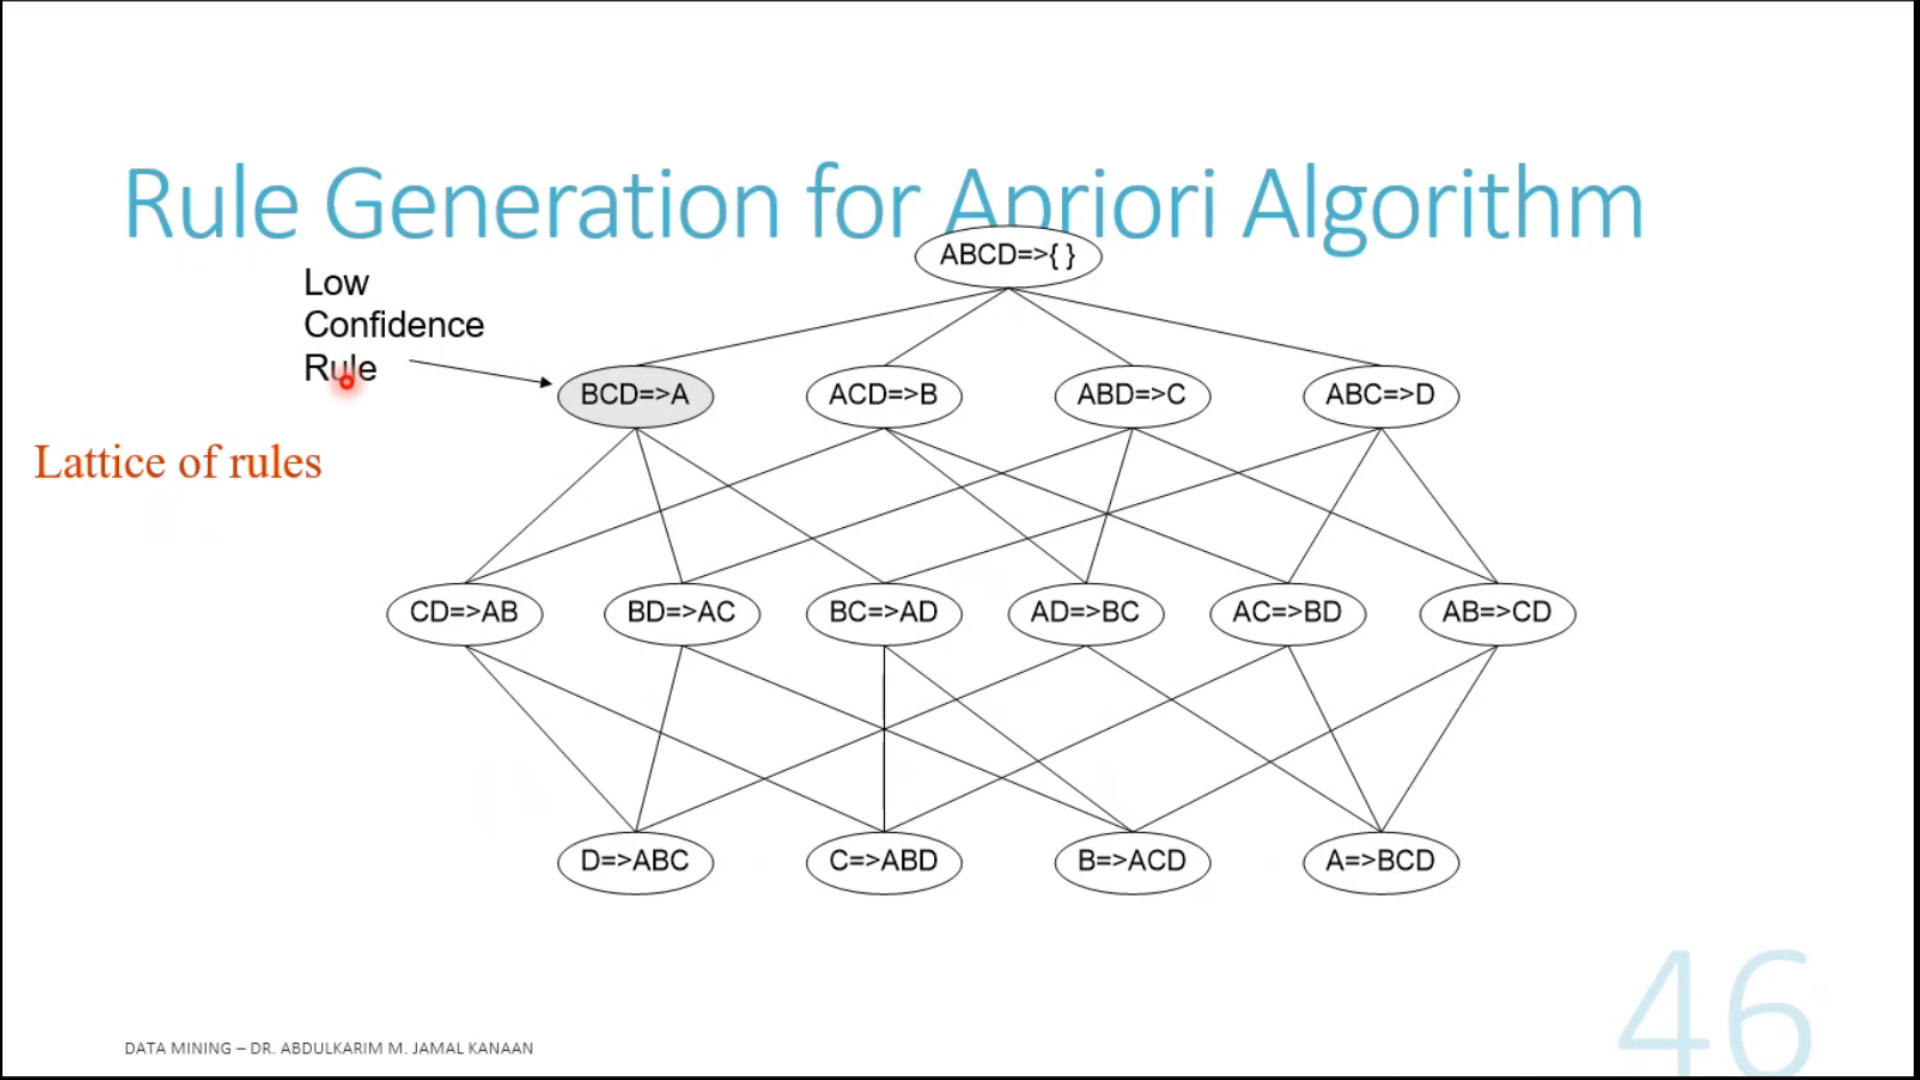 Rule Generation for Apriori Algorithm
ABCD=>{ }
Low
Confidence
Rule
BCD=>A
ACD=>B
ABD=>C
ABC=>D
Lattice of rules
CD=>AB
BD=>AC
BC=>AD
AD=>BC
AC=>BD
AB=>CD
D=>ABC
C=>ABD
B=>ACD
A=>BCD
46
DATA MINING – DR. ABDULKARIM M. JAMAL KANAAN